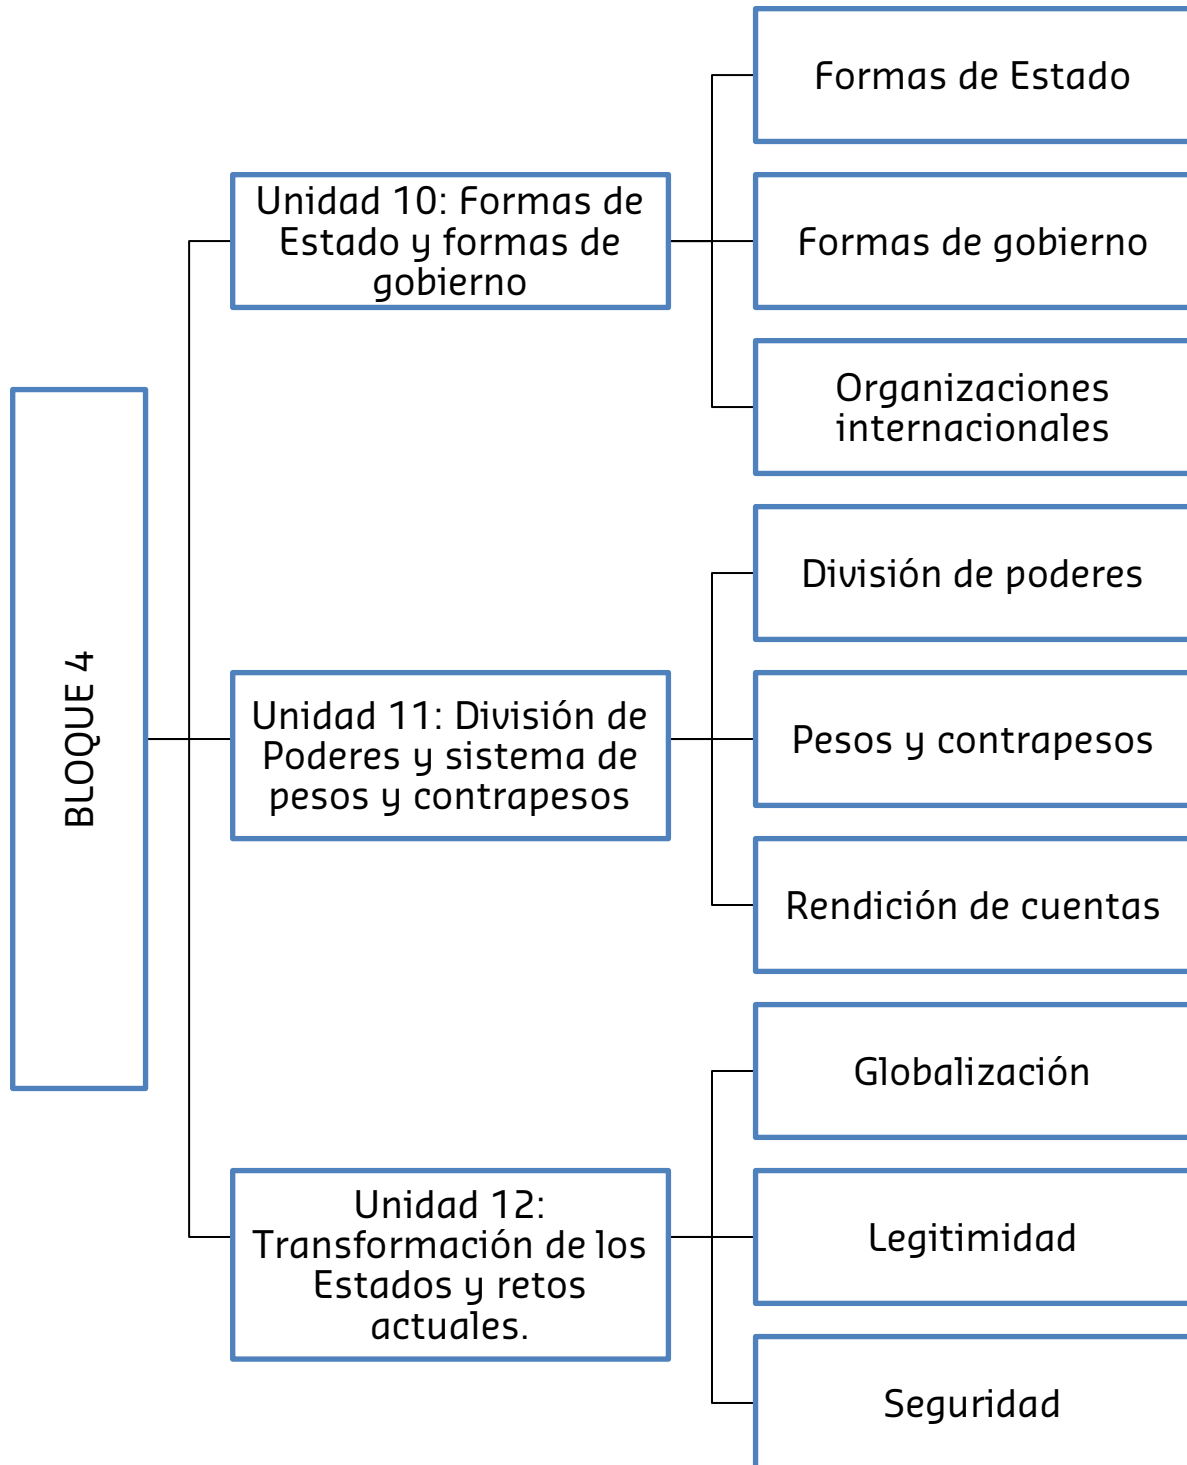 BLOQUE 4
Unidad 10: Formas de
Estado y formas de
gobierno
Formas de Estado
Formas de gobierno
Organizaciones
internacionales
Unidad 11: División de
Poderes y sistema de
pesos y contrapesos
División de poderes
Pesos y contrapesos
Rendición de cuentas
Unidad 12:
Transformación de los
Estados y retos
actuales.
Globalización
Legitimidad
Seguridad